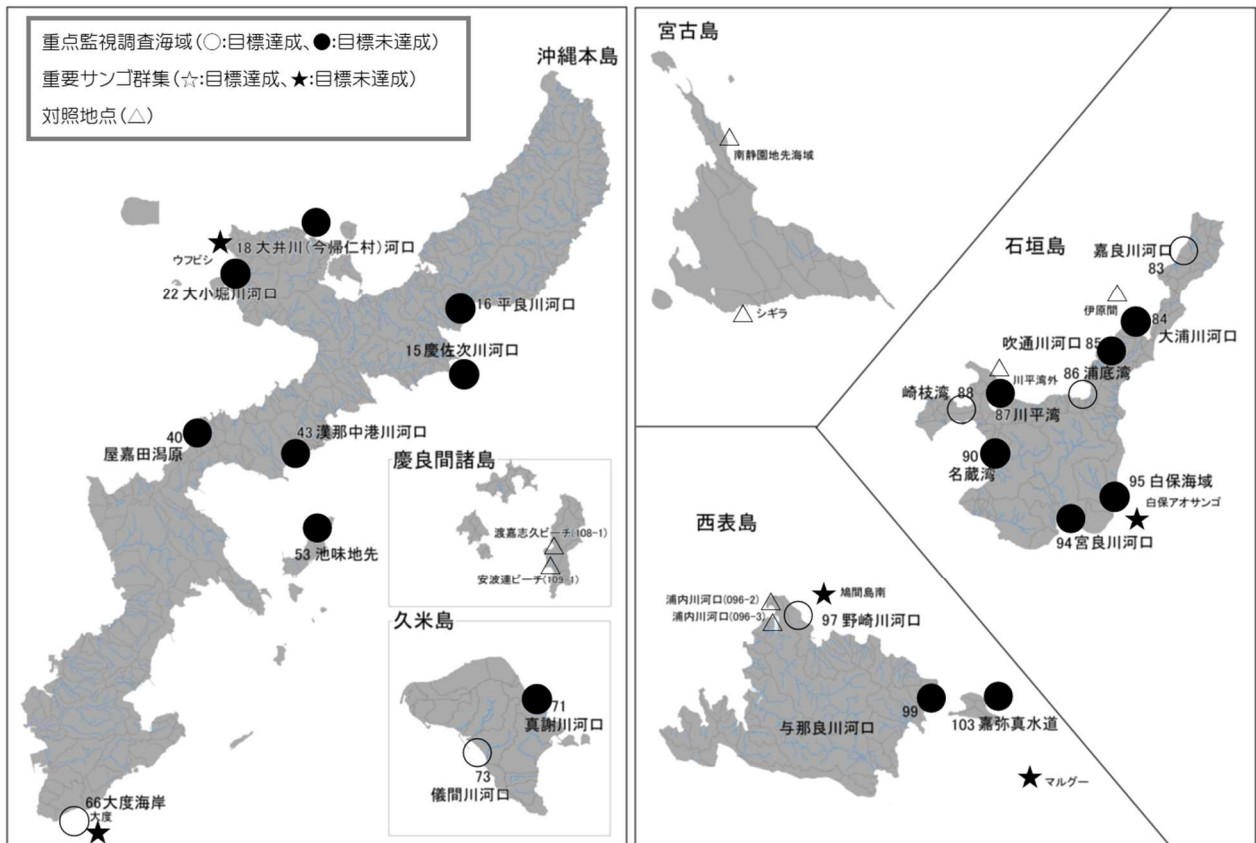 重点監視調査海域(○:目標達成、●:目標未達成)
重要サンゴ群集(☆:目標達成、★:目標未達成)
対照地点(△)
沖縄本島
18 大井川(今帰仁村)河口
ウフビシ
22 大小堀川河口
16 平良川河口
15 慶佐次川河口
40
屋嘉田潟原
43 漢那中港川河口
53 池味地先
66 大度海岸
大度
慶良間諸島
渡嘉志久ビーチ(108-1)
安波連ビーチ(109-1)
久米島
71
真謝川河口
73
儀間川河口
宮古島
南静園地先海域
シギラ
石垣島
嘉良川河口
83
伊原間
84
大浦川河口
吹通川河口 85
86 浦底湾
川平湾外
崎枝湾 88
87 川平湾
90
名蔵湾
95 白保海域
白保アオサンゴ
94 宮良川河口
西表島
浦内川河口(096-2)
浦内川河口(096-3)
鳩間島南
97 野崎川河口
99
与那良川河口
103 嘉弥真水道
マルグー